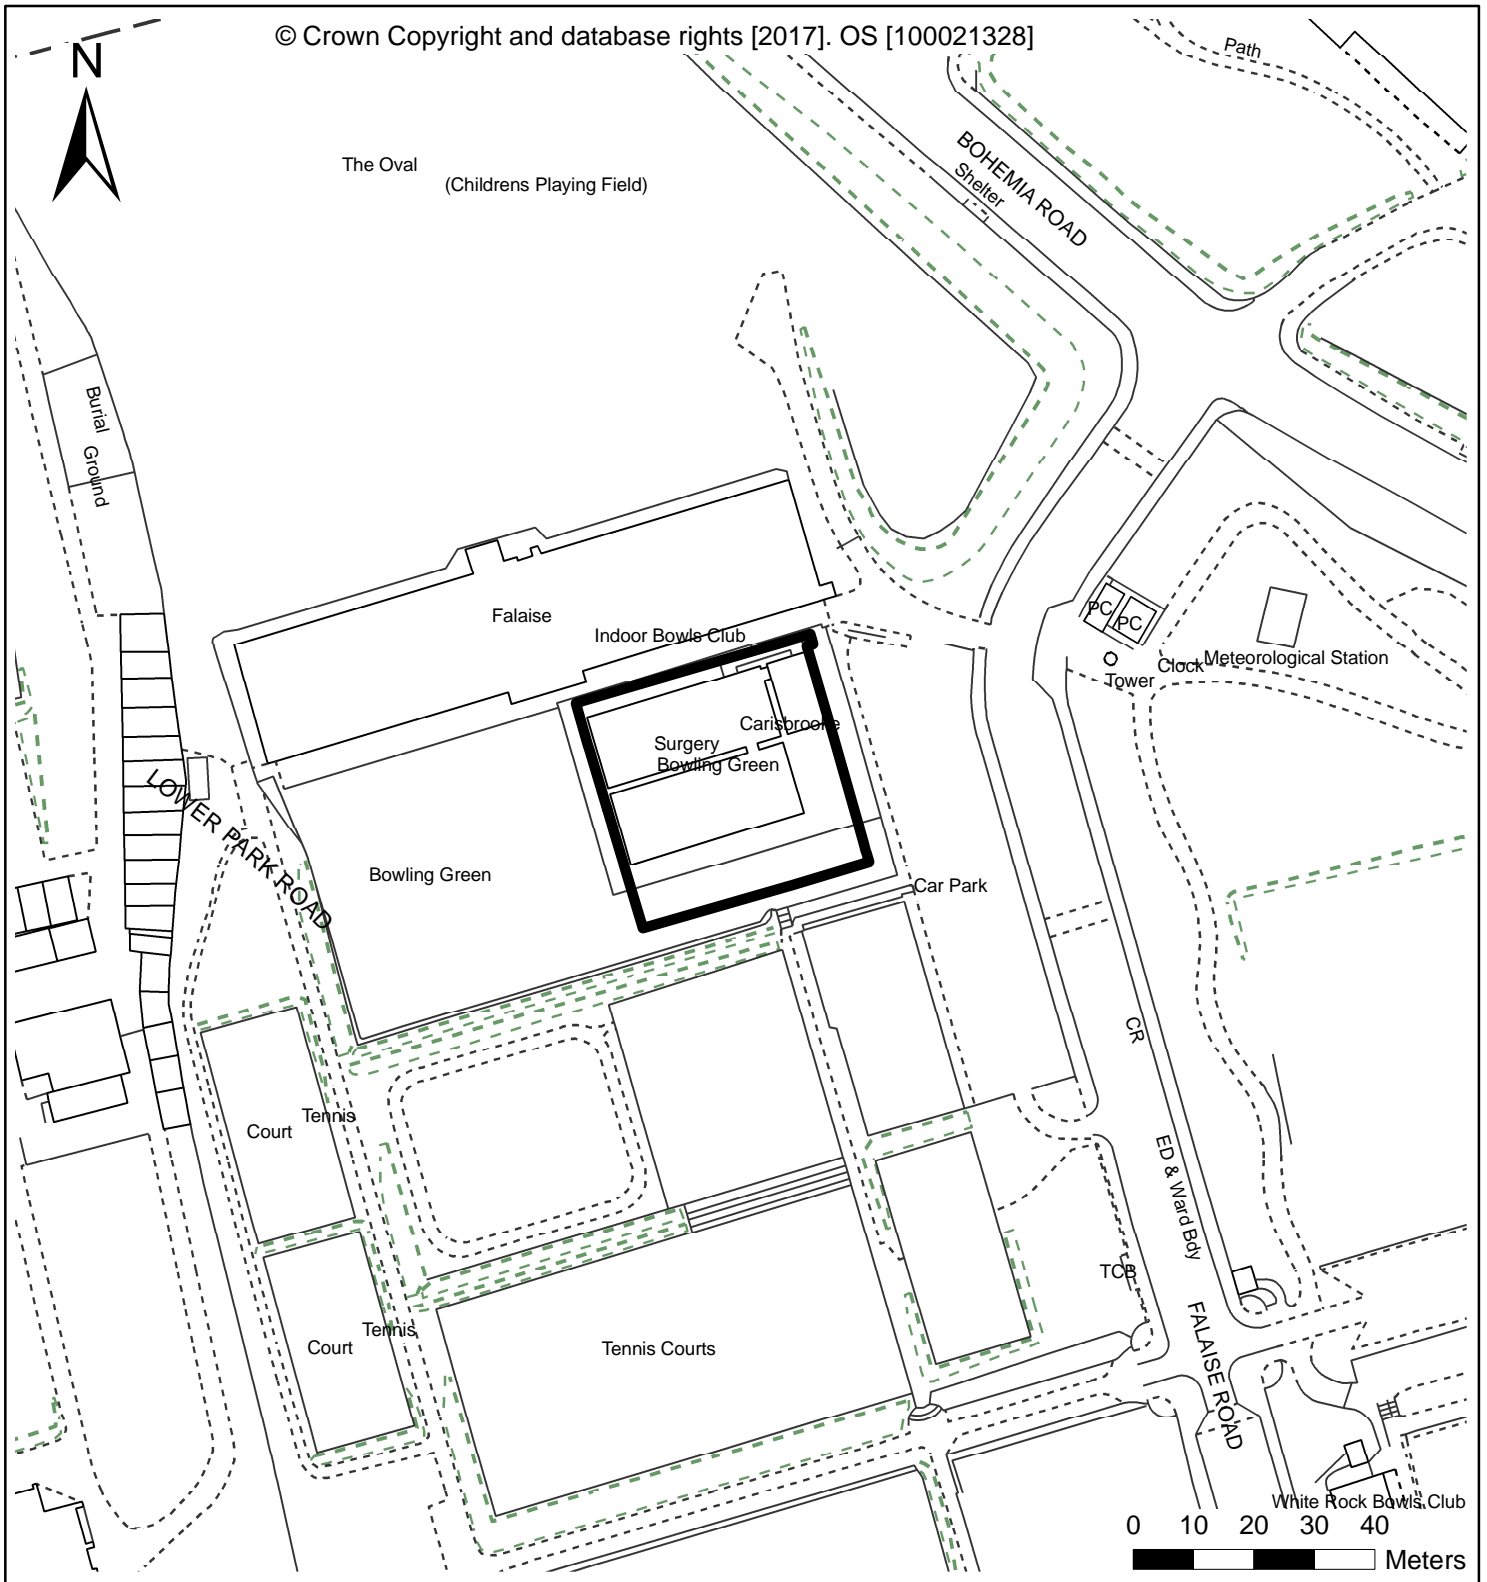 © Crown Copyright and database rights [2017]. OS [100021328]
N
Path
The Oval
(Childrens Playing Field)
BOHEMIA ROAD
Shelter
Burial
Ground
Falaise
Indoor Bowls Club
PC
PC
Clock
Meteorological Station
Tower
Carisbrooke
Surgery
Bowling Green
LOWER PARK ROAD
Bowling Green
Car Park
CR
Tennis
Court
ED & Ward Bdy
TCB
Tennis
Court
Tennis Courts
FALAISE ROAD
White Rock Bowls Club
0 10 20 30 40
Meters